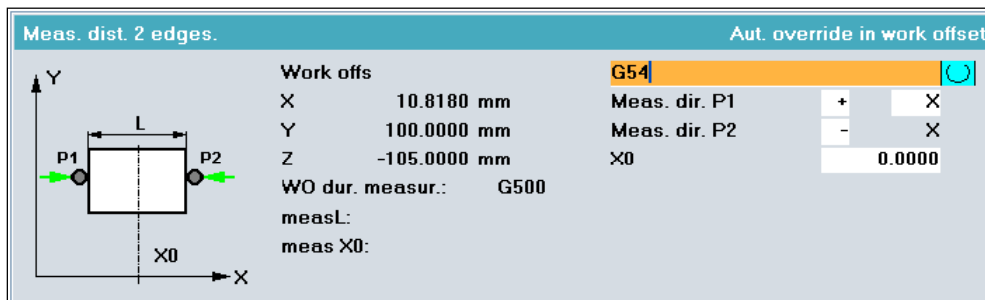 Meas. dist. 2 edges. Aut. override in work offset
Y
L
P1 P2
X0
X
Work offs
X 10.8180 mm
Y 100.0000 mm
Z -105.0000 mm
WO dur. measur.: G500
measL:
meas X0:
G54
Meas. dir. P1 + X
Meas. dir. P2 - X
X0 0.0000